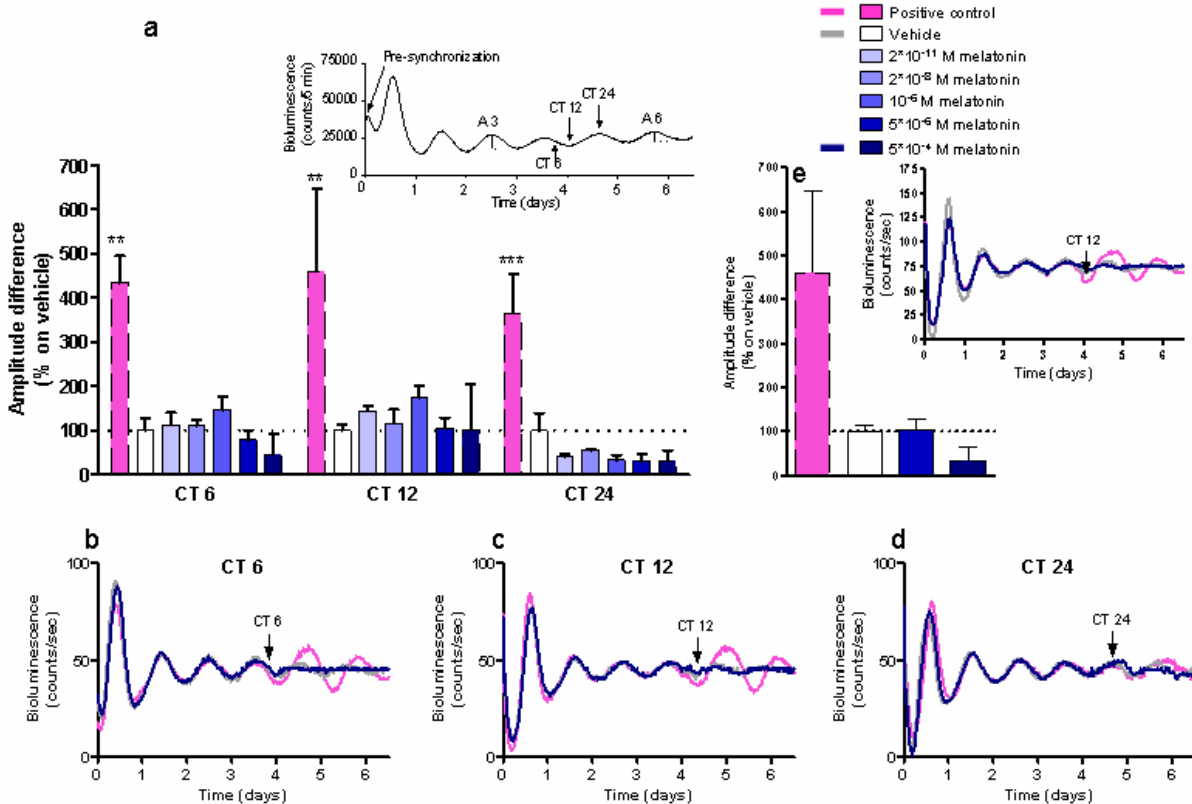 a
Positive control
Vehicle
2*10⁻¹¹ M melatonin
2*10⁻⁸ M melatonin
10⁻⁶ M melatonin
5*10⁻⁶ M melatonin
5*10⁻⁴ M melatonin
Bioluminescence
(counts/5 min)
75000
50000
25000
0
Pre-synchronization
A 3
CT 6
CT 12
CT 24
A 6
1 2 3 4 5 6
Time (days)
Amplitude difference
(% on vehicle)
700
600
500
400
300
200
100
0
** ** ***
CT 6 CT 12 CT 24
e
Amplitude difference
(% on vehicle)
700
600
500
400
300
200
100
0
Bioluminescence
(counts/sec)
175
150
125
100
75
50
25
0
CT 12
0 1 2 3 4 5 6
Time (days)
b
CT 6
Bioluminescence
(counts/sec)
100
50
0
CT 6
0 1 2 3 4 5 6
Time (days)
c
CT 12
Bioluminescence
(counts/sec)
100
50
0
CT 12
0 1 2 3 4 5 6
Time (days)
d
CT 24
Bioluminescence
(counts/sec)
100
50
0
CT 24
0 1 2 3 4 5 6
Time (days)